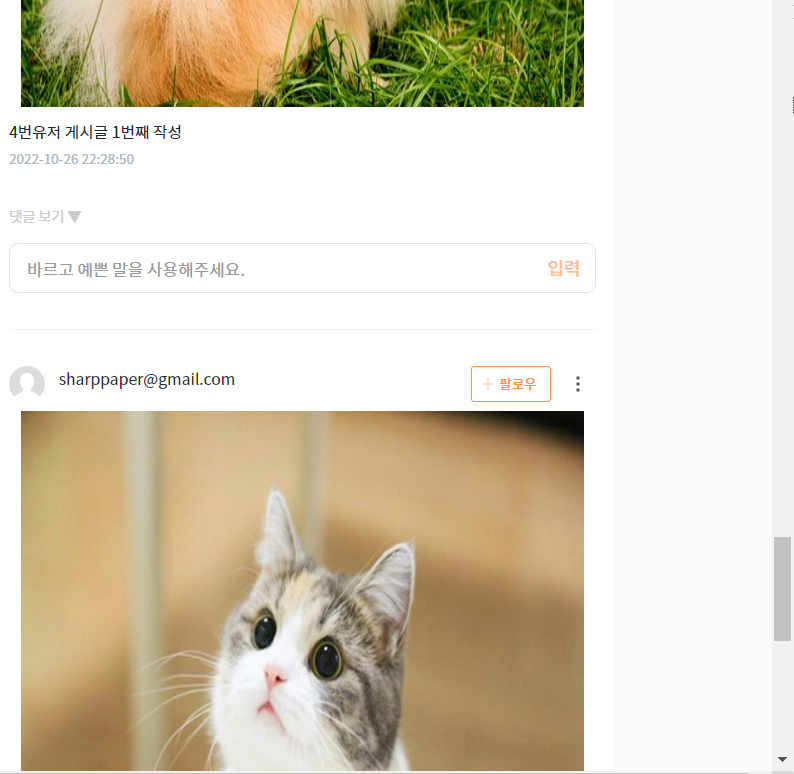 4번유저 게시글 1번째 작성
2022-10-26 22:28:50
댓글 보기 ▼
바르고 예쁜 말을 사용해주세요. 입력
sharppaper@gmail.com + 팔로우